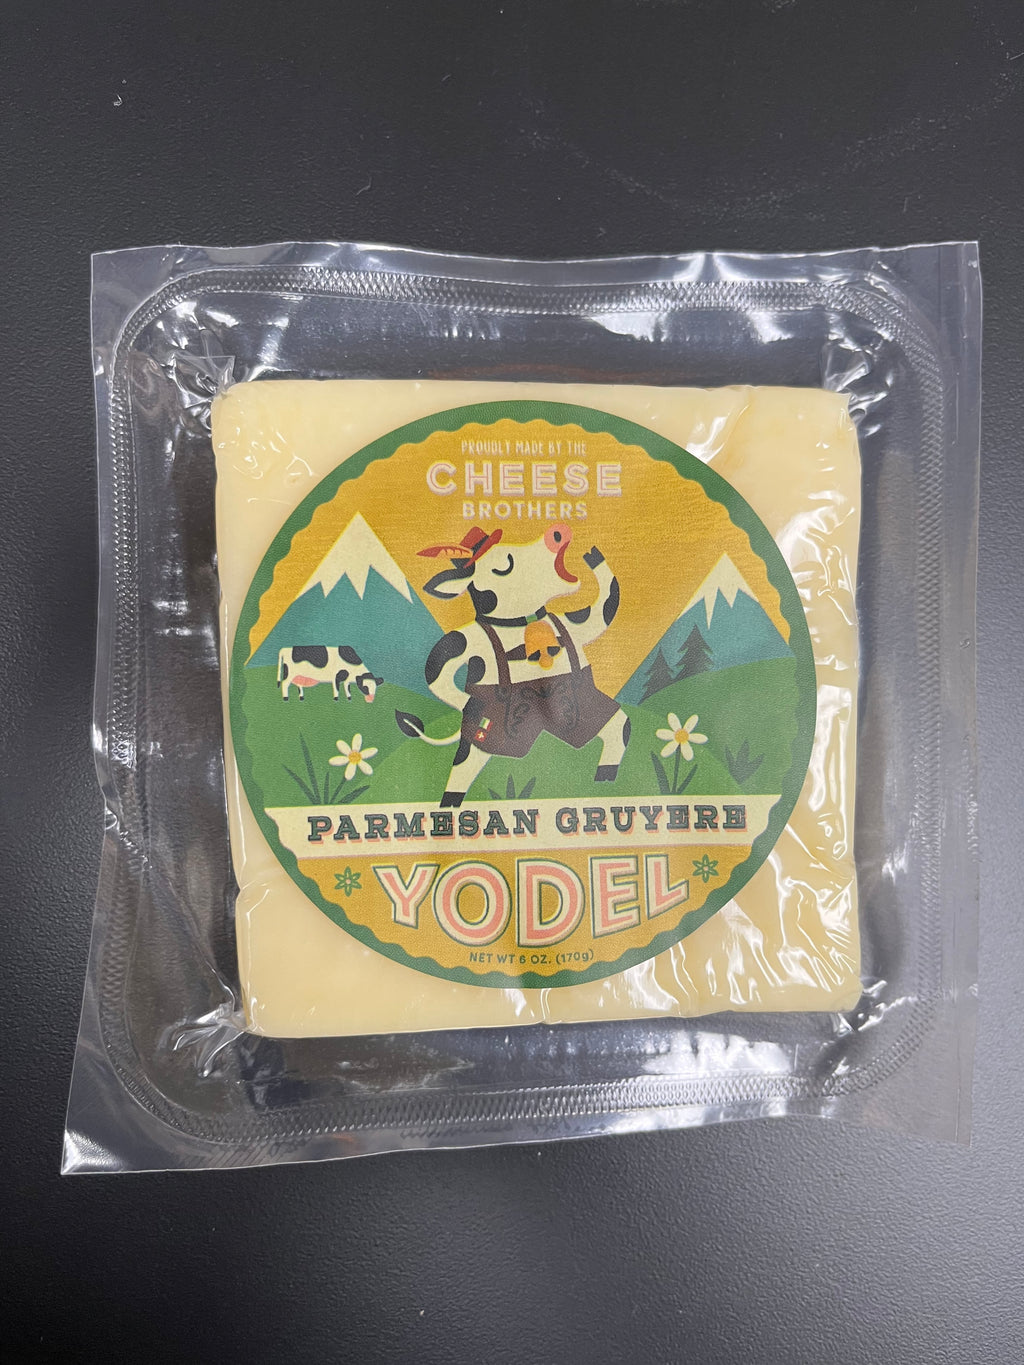 PROUDLY MADE BY THE
CHEESE
BROTHERS
PARMESAN GRUYERE
YODEL
NET WT 6 OZ. (170g)